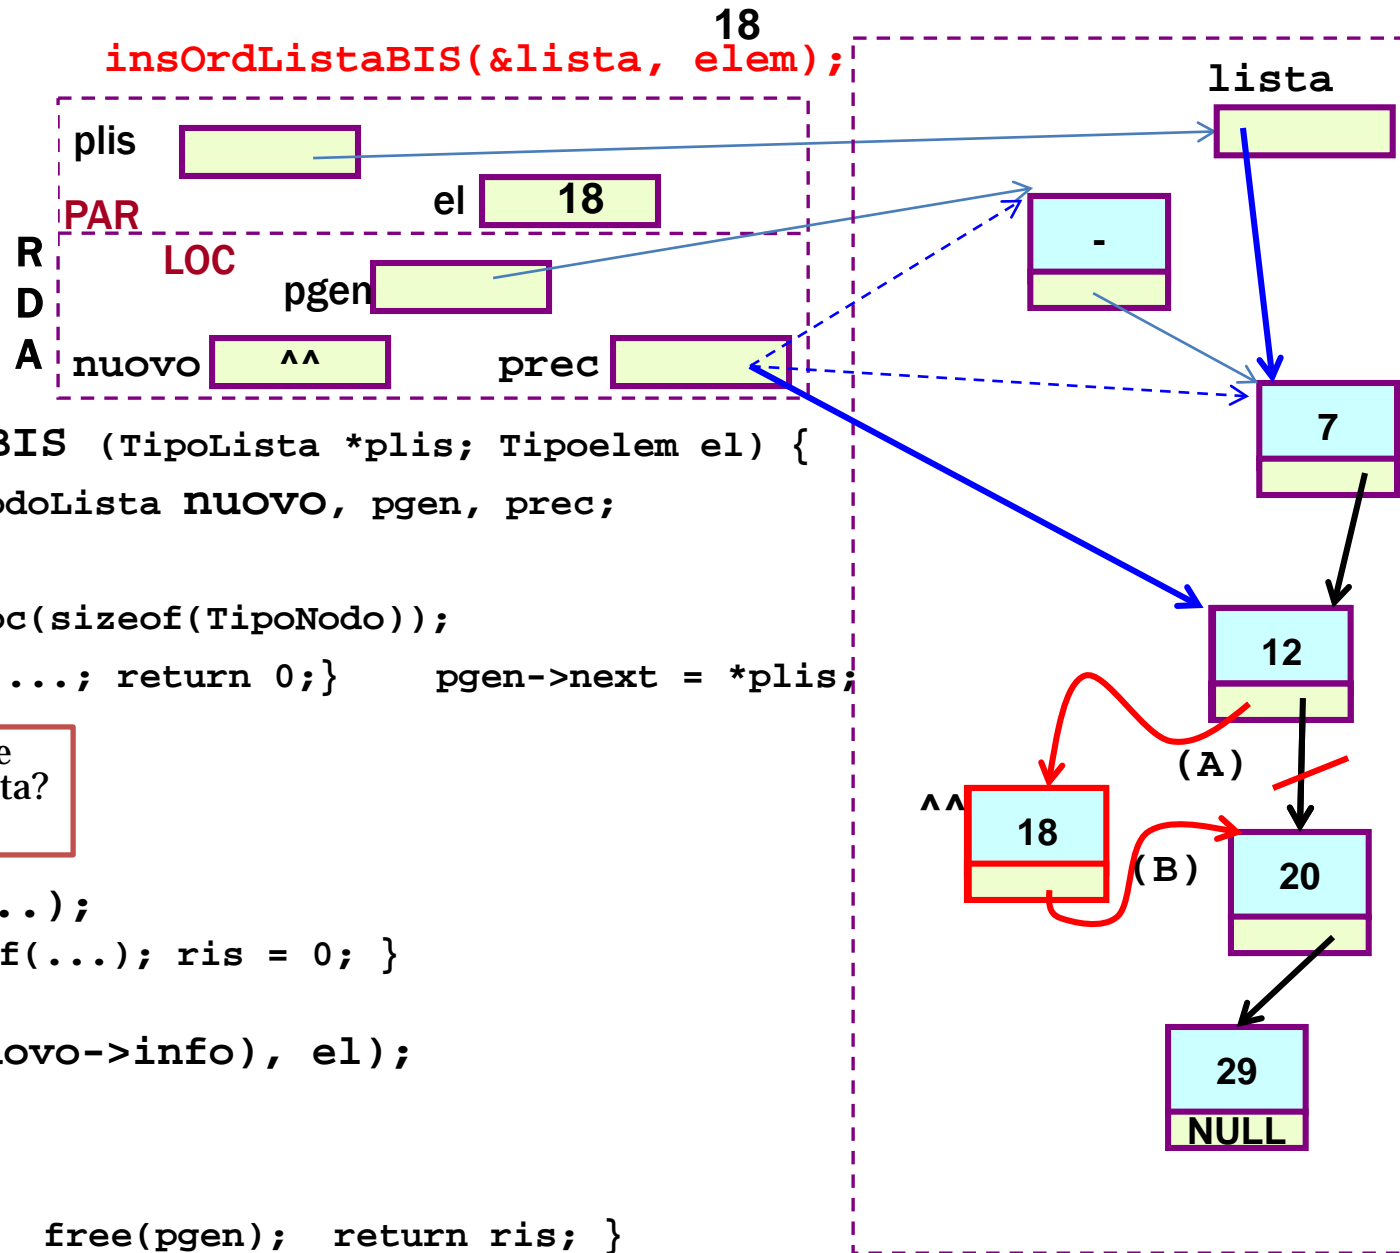 18
insOrdListaBIS(&lista, elem);
lista
plis
el 18
PAR
-
R
D
A
LOC
pgen
nuovo ^^ prec
7
BIS (TipoLista *plis; Tipoelem el) {
odoLista nuovo, pgen, prec;
oc(sizeof(TipoNodo));
...; return 0;} pgen->next = *plis;
12
e
ta?
(A)
^^
18
(B)
20
..);
f(...); ris = 0; }
uovo->info), el);
29
NULL
free(pgen); return ris; }